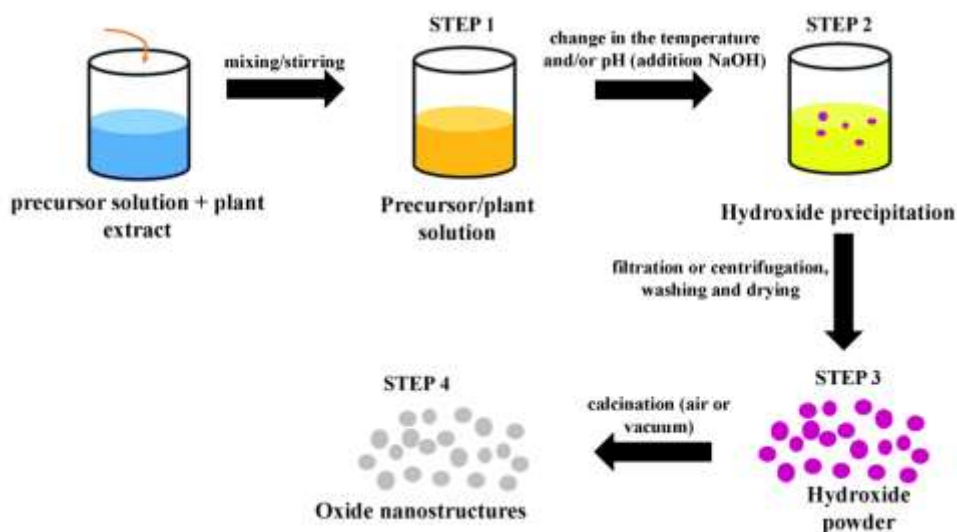 STEP 1
STEP 2
mixing/stirring
change in the temperature
and/or pH (addition NaOH)
precursor solution + plant
extract
Precursor/plant
solution
Hydroxide precipitation
filtration or centrifugation,
washing and drying
STEP 3
STEP 4
calcination (air or
vacuum)
Hydroxide
powder
Oxide nanostructures